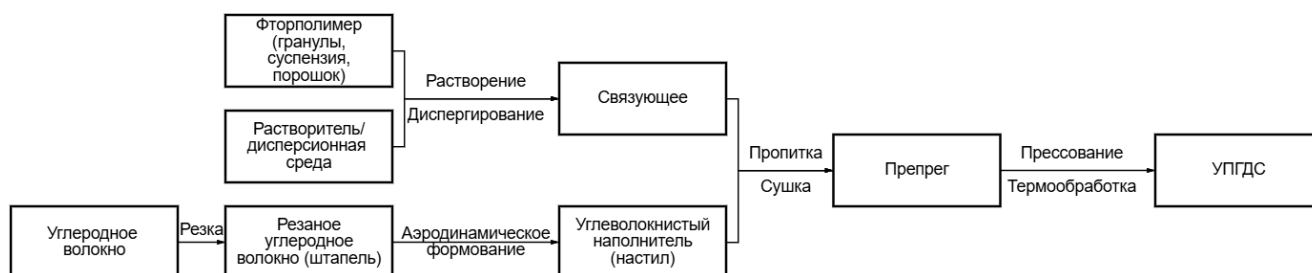 Фторполимер
(гранулы,
суспензия,
порошок)
Растворение
Диспергирование
Связующее
Растворитель/
дисперсионная
среда
Пропитка
Сушка
Препрег
Прессование
Термообработка
УПГДС
Углеродное
волокно
Резка
Резаное
углеродное
волокно (штапель)
Аэродинамическое
формование
Углеволокнистый
наполнитель
(настил)